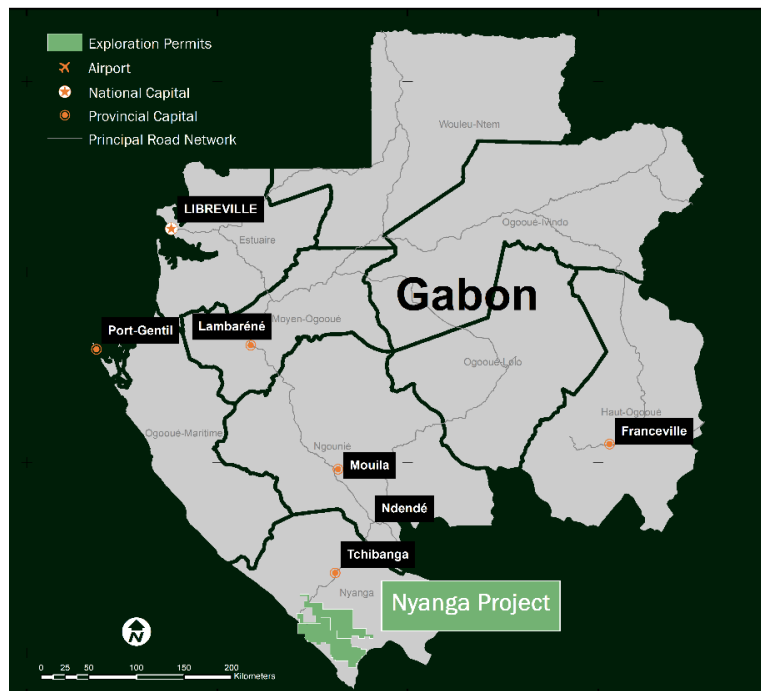 Exploration Permits
Airport
National Capital
Provincial Capital
Principal Road Network
Wouleu-Ntem
LIBREVILLE
Ogooué-Ivindo
Estuaire
Gabon
Moyen-Ogooué
Port-Gentil
Lambaréné
Ogooué-Lolo
Haut-Ogooué
Ogooué-Maritime
Franceville
Ngounie
Mouila
Ndendé
Tchibanga
Nyanga
Nyanga Project
N
0 25 50 100 150 200
Kilometers